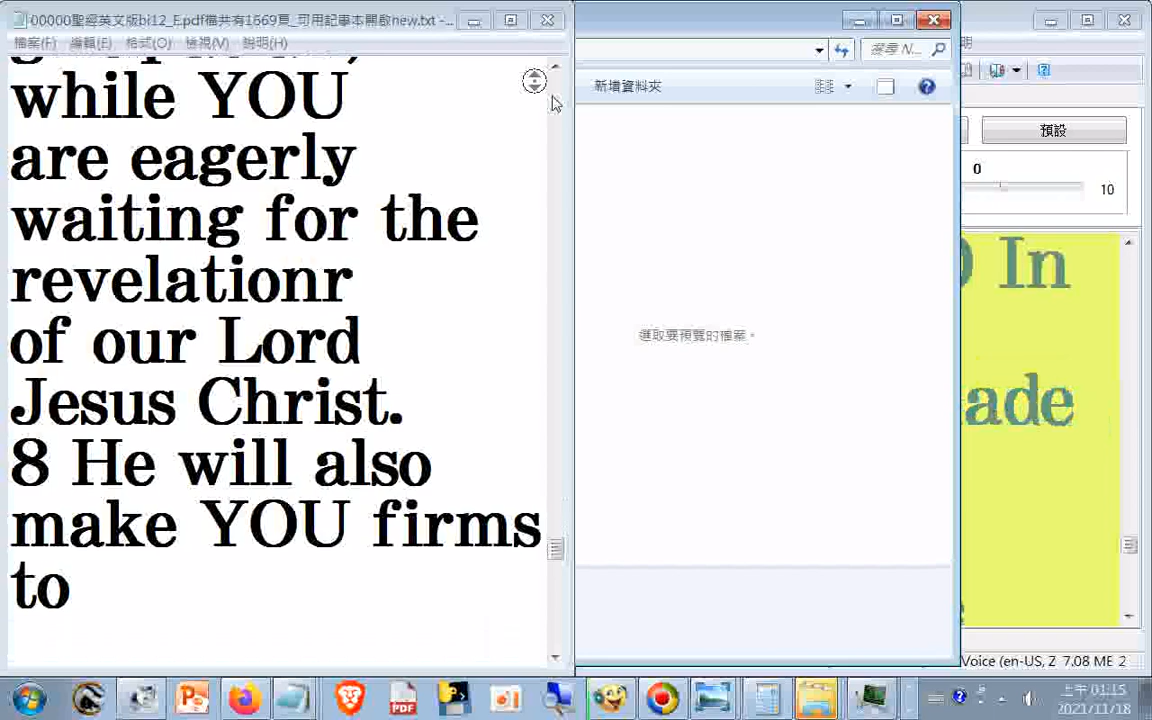 00000聖經英文版bi12_E.pdf檔共有1669頁_可用記事本開啟new.txt - ...
檔案(F) 編輯(E) 格式(O) 檢視(V) 說明(H)
while YOU
are eagerly
waiting for the
revelationr
of our Lord
Jesus Christ.
8 He will also
make YOU firms
to
搜尋 N...
新增資料夾
選取要預覽的檔案。
明
預設
0
10
In
ade
Voice (en-US, Z 7.08 ME 2
上午 01:15
2021/11/18